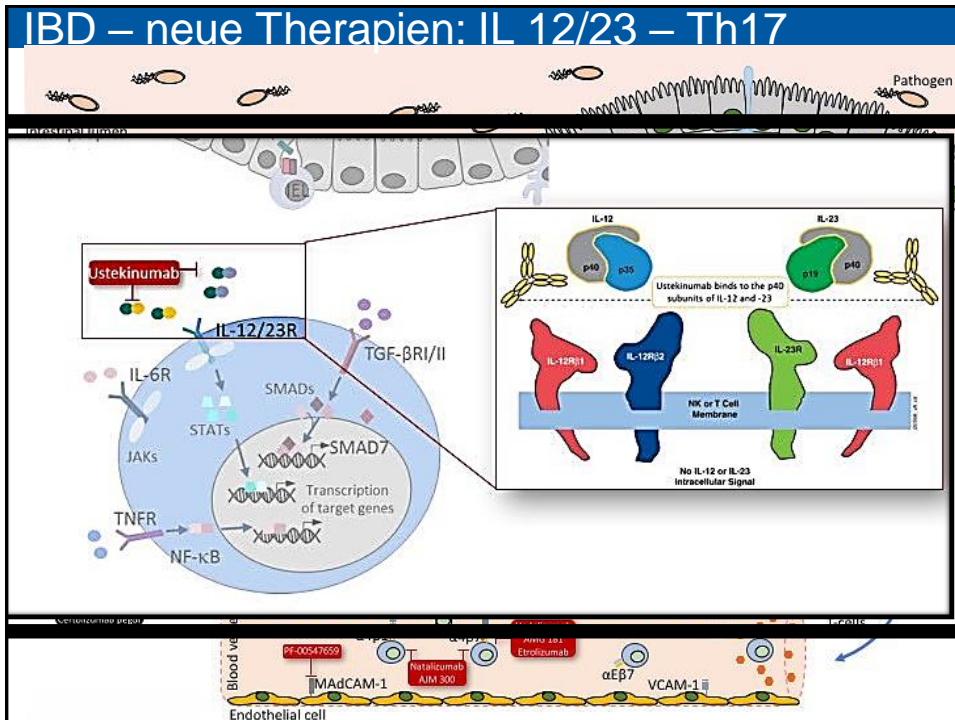 IBD – neue Therapien: IL 12/23 – Th17
Pathogen
Intestinal lumen
IEL
Ustekinumab
IL-12/23R
TGF-βRI/II
IL-6R
SMADs
STATs
SMAD7
JAKs
Transcription
of target genes
TNFR
NF-κB
IL-12
IL-23
p40
p35
p19
p40
Ustekinumab binds to the p40
subunits of IL-12 and -23
IL-12Rβ1
IL-12Rβ2
IL-23R
IL-12Rβ1
NK or T Cell
Membrane
No IL-12 or IL-23
Intracellular Signal
Certolizumab pegol
Blood
PF-00547659
Natalizumab
AJM 300
AMG 181
Etrolizumab
MAdCAM-1
αEβ7
VCAM-1
Endothelial cell